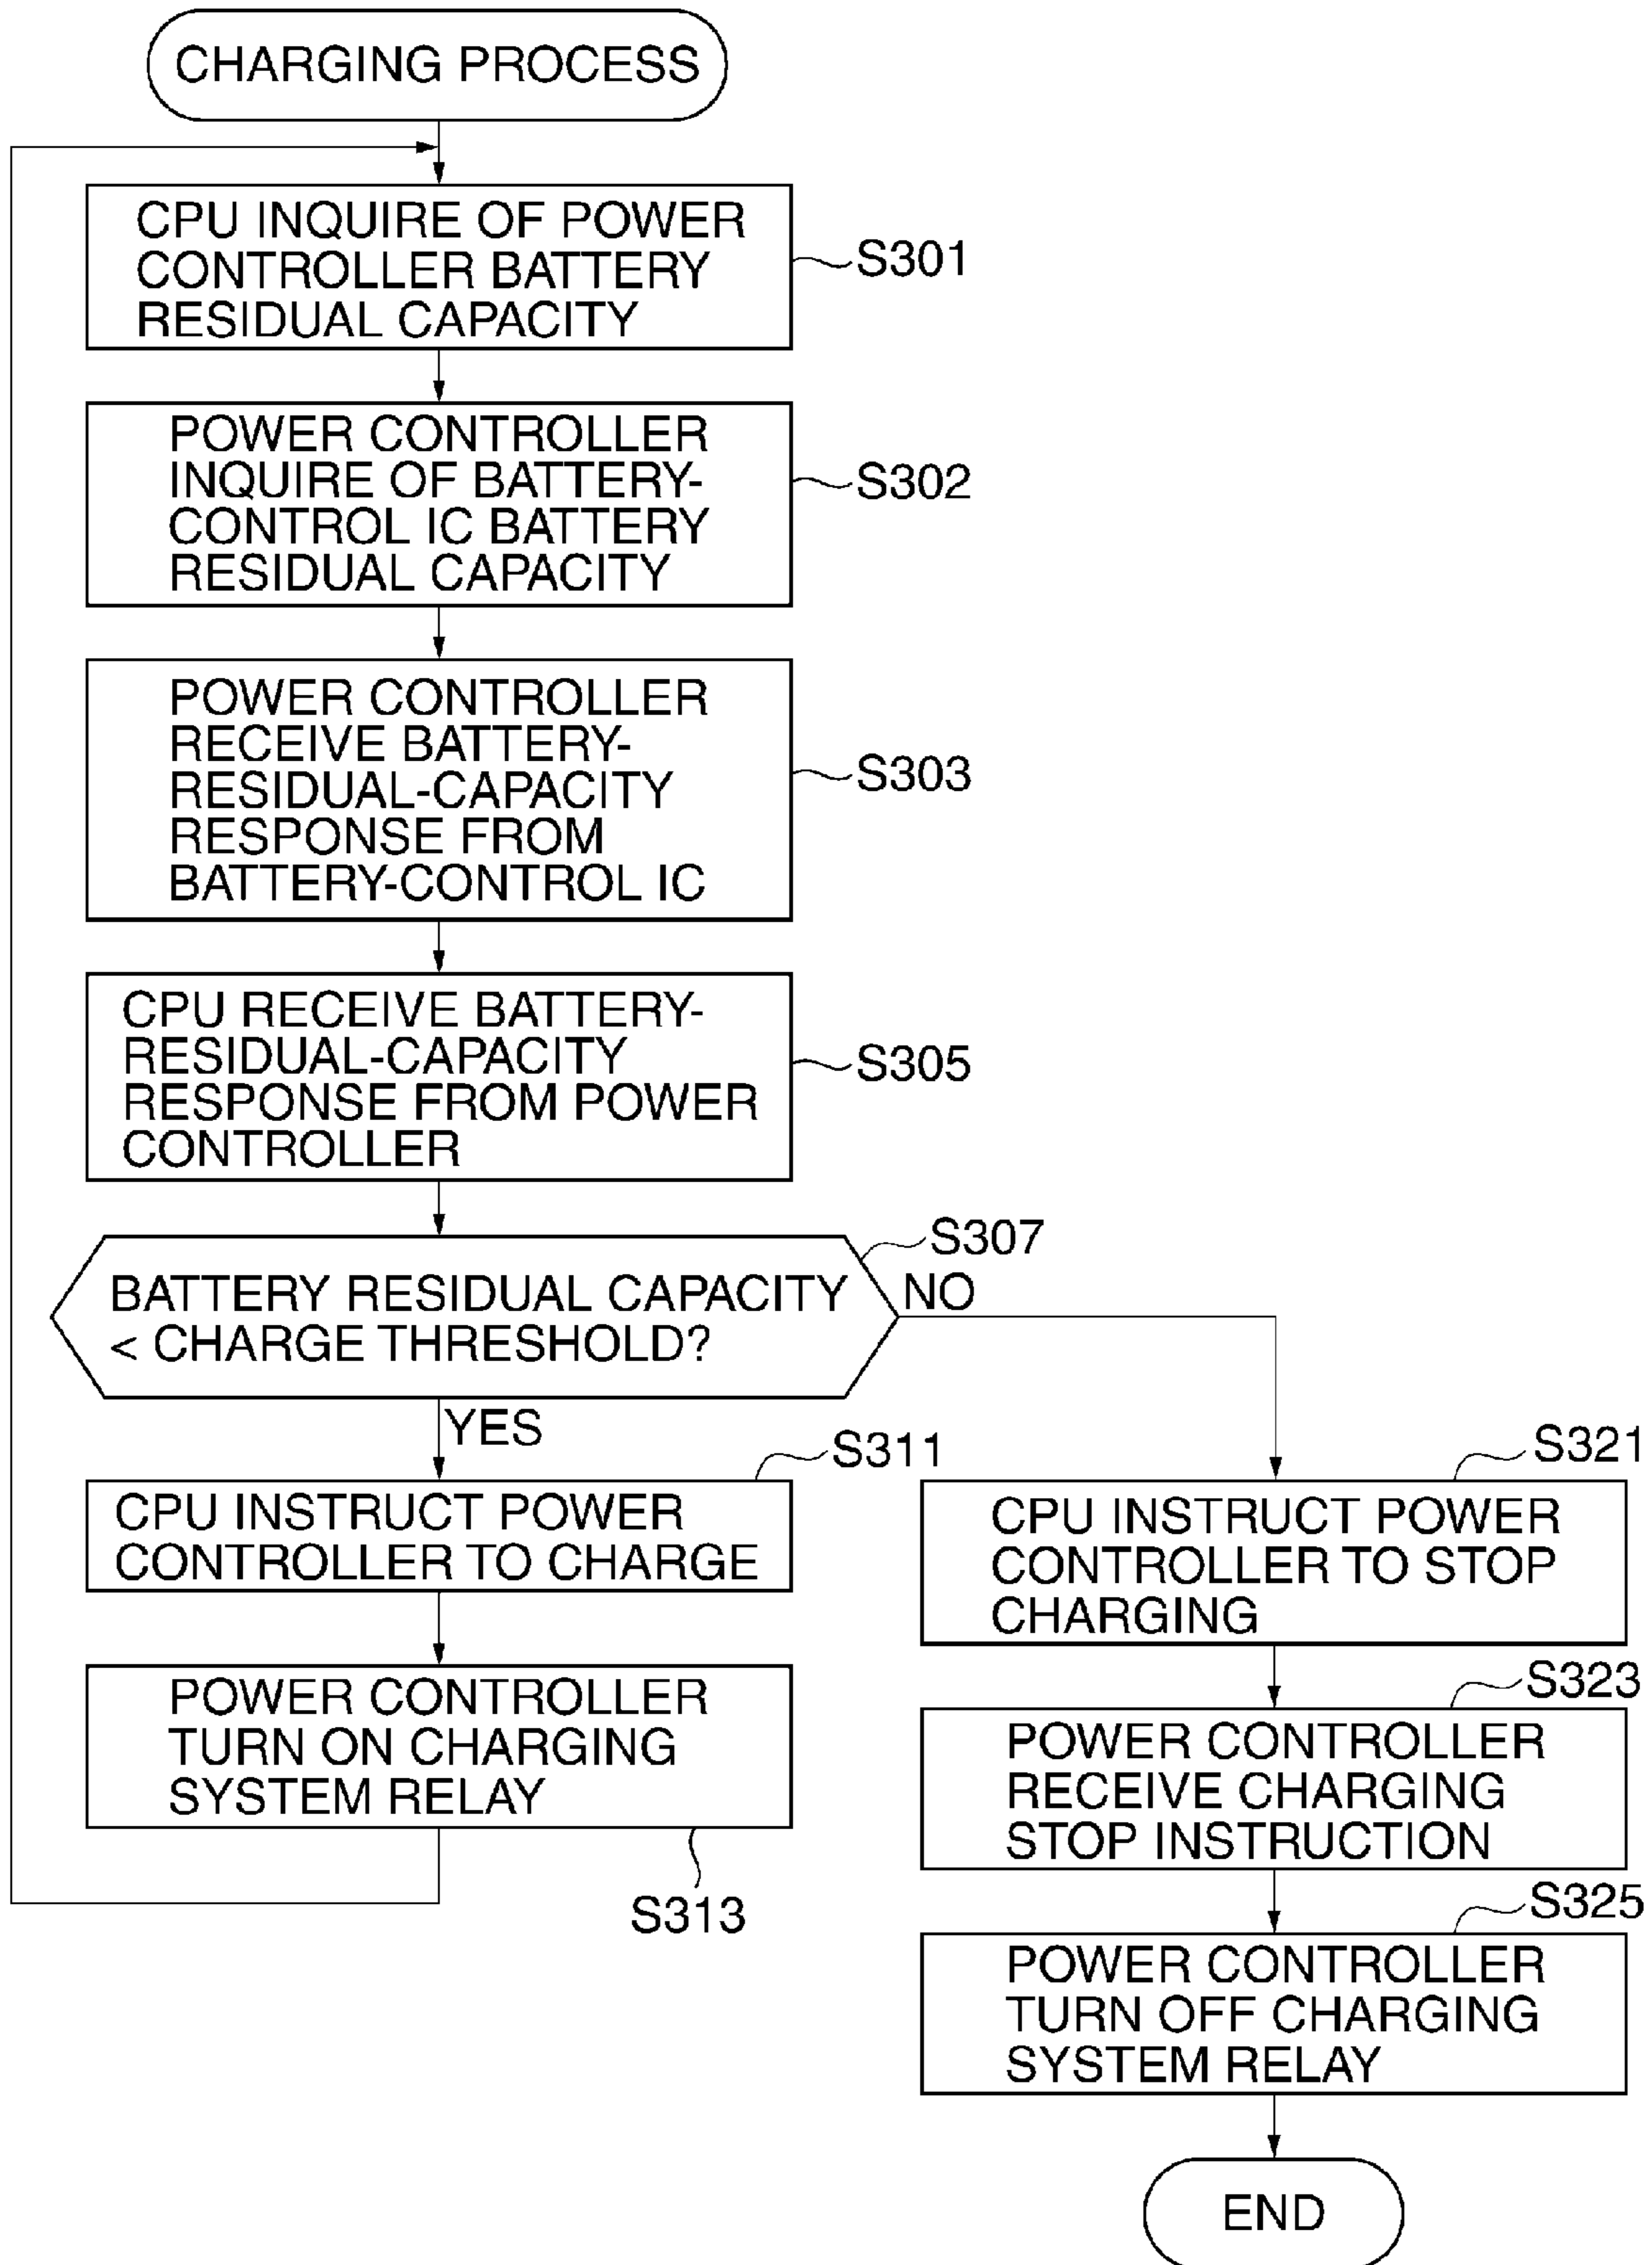 CHARGING PROCESS
CPU INQUIRE OF POWER
CONTROLLER BATTERY
RESIDUAL CAPACITY
S301
POWER CONTROLLER
INQUIRE OF BATTERY-
CONTROL IC BATTERY
RESIDUAL CAPACITY
S302
POWER CONTROLLER
RECEIVE BATTERY-
RESIDUAL-CAPACITY
RESPONSE FROM
BATTERY-CONTROL IC
S303
CPU RECEIVE BATTERY-
RESIDUAL-CAPACITY
RESPONSE FROM POWER
CONTROLLER
S305
S307
BATTERY RESIDUAL CAPACITY
< CHARGE THRESHOLD?
NO
YES
S311
CPU INSTRUCT POWER
CONTROLLER TO CHARGE
POWER CONTROLLER
TURN ON CHARGING
SYSTEM RELAY
S313
S321
CPU INSTRUCT POWER
CONTROLLER TO STOP
CHARGING
S323
POWER CONTROLLER
RECEIVE CHARGING
STOP INSTRUCTION
S325
POWER CONTROLLER
TURN OFF CHARGING
SYSTEM RELAY
END